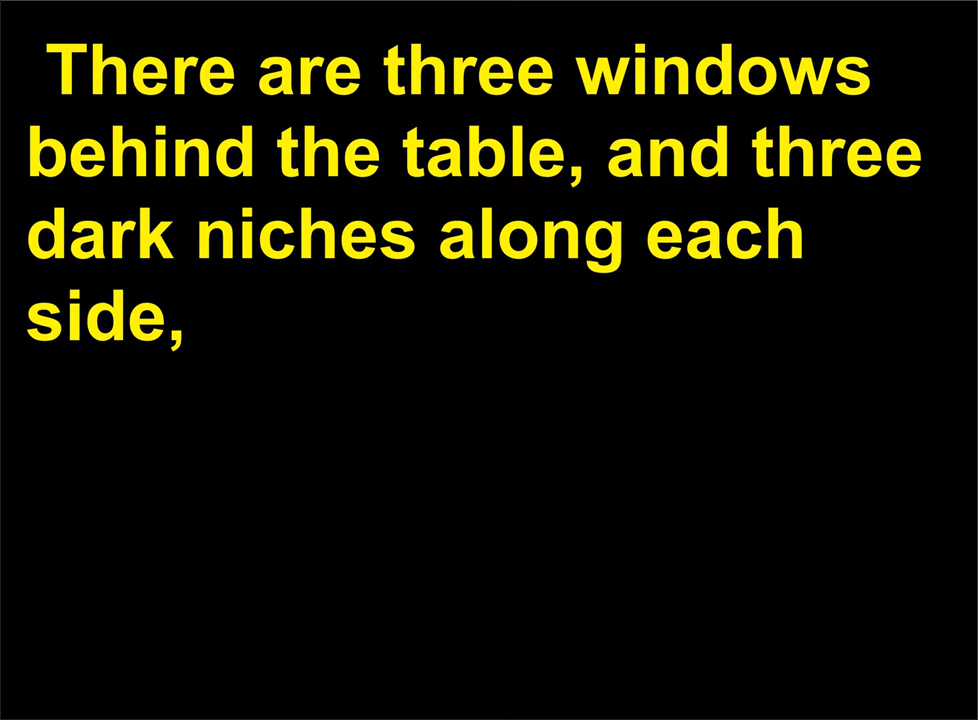 There are three windows
behind the table, and three
dark niches along each
side,